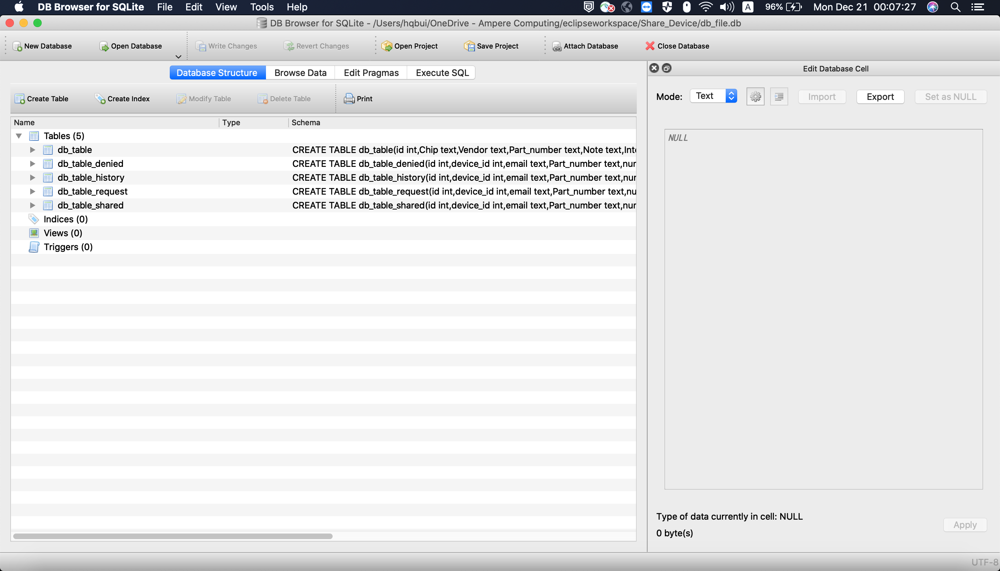 DB Browser for SQLite File Edit View Tools Help A 96% Mon Dec 21 00:07:27
DB Browser for SQLite - /Users/hqbui/OneDrive - Ampere Computing/eclipseworkspace/Share_Device/db_file.db
New Database Open Database Write Changes Revert Changes Open Project Save Project Attach Database Close Database
Database Structure Browse Data Edit Pragmas Execute SQL
Create Table Create Index Modify Table Delete Table Print
Name Type Schema
Tables (5)
db_table CREATE TABLE db_table(id int,Chip text,Vendor text,Part_number text,Note text,Int
db_table_denied CREATE TABLE db_table_denied(id int,device_id int,email text,Part_number text,nur
db_table_history CREATE TABLE db_table_history(id int,device_id int,email text,Part_number text,nur
db_table_request CREATE TABLE db_table_request(id int,device_id int,email text,Part_number text,nu
db_table_shared CREATE TABLE db_table_shared(id int,device_id int,email text,Part_number text,nur
Indices (0)
Views (0)
Triggers (0)
Edit Database Cell
Mode: Text Import Export Set as NULL
NULL
Type of data currently in cell: NULL
0 byte(s)
Apply
UTF-8